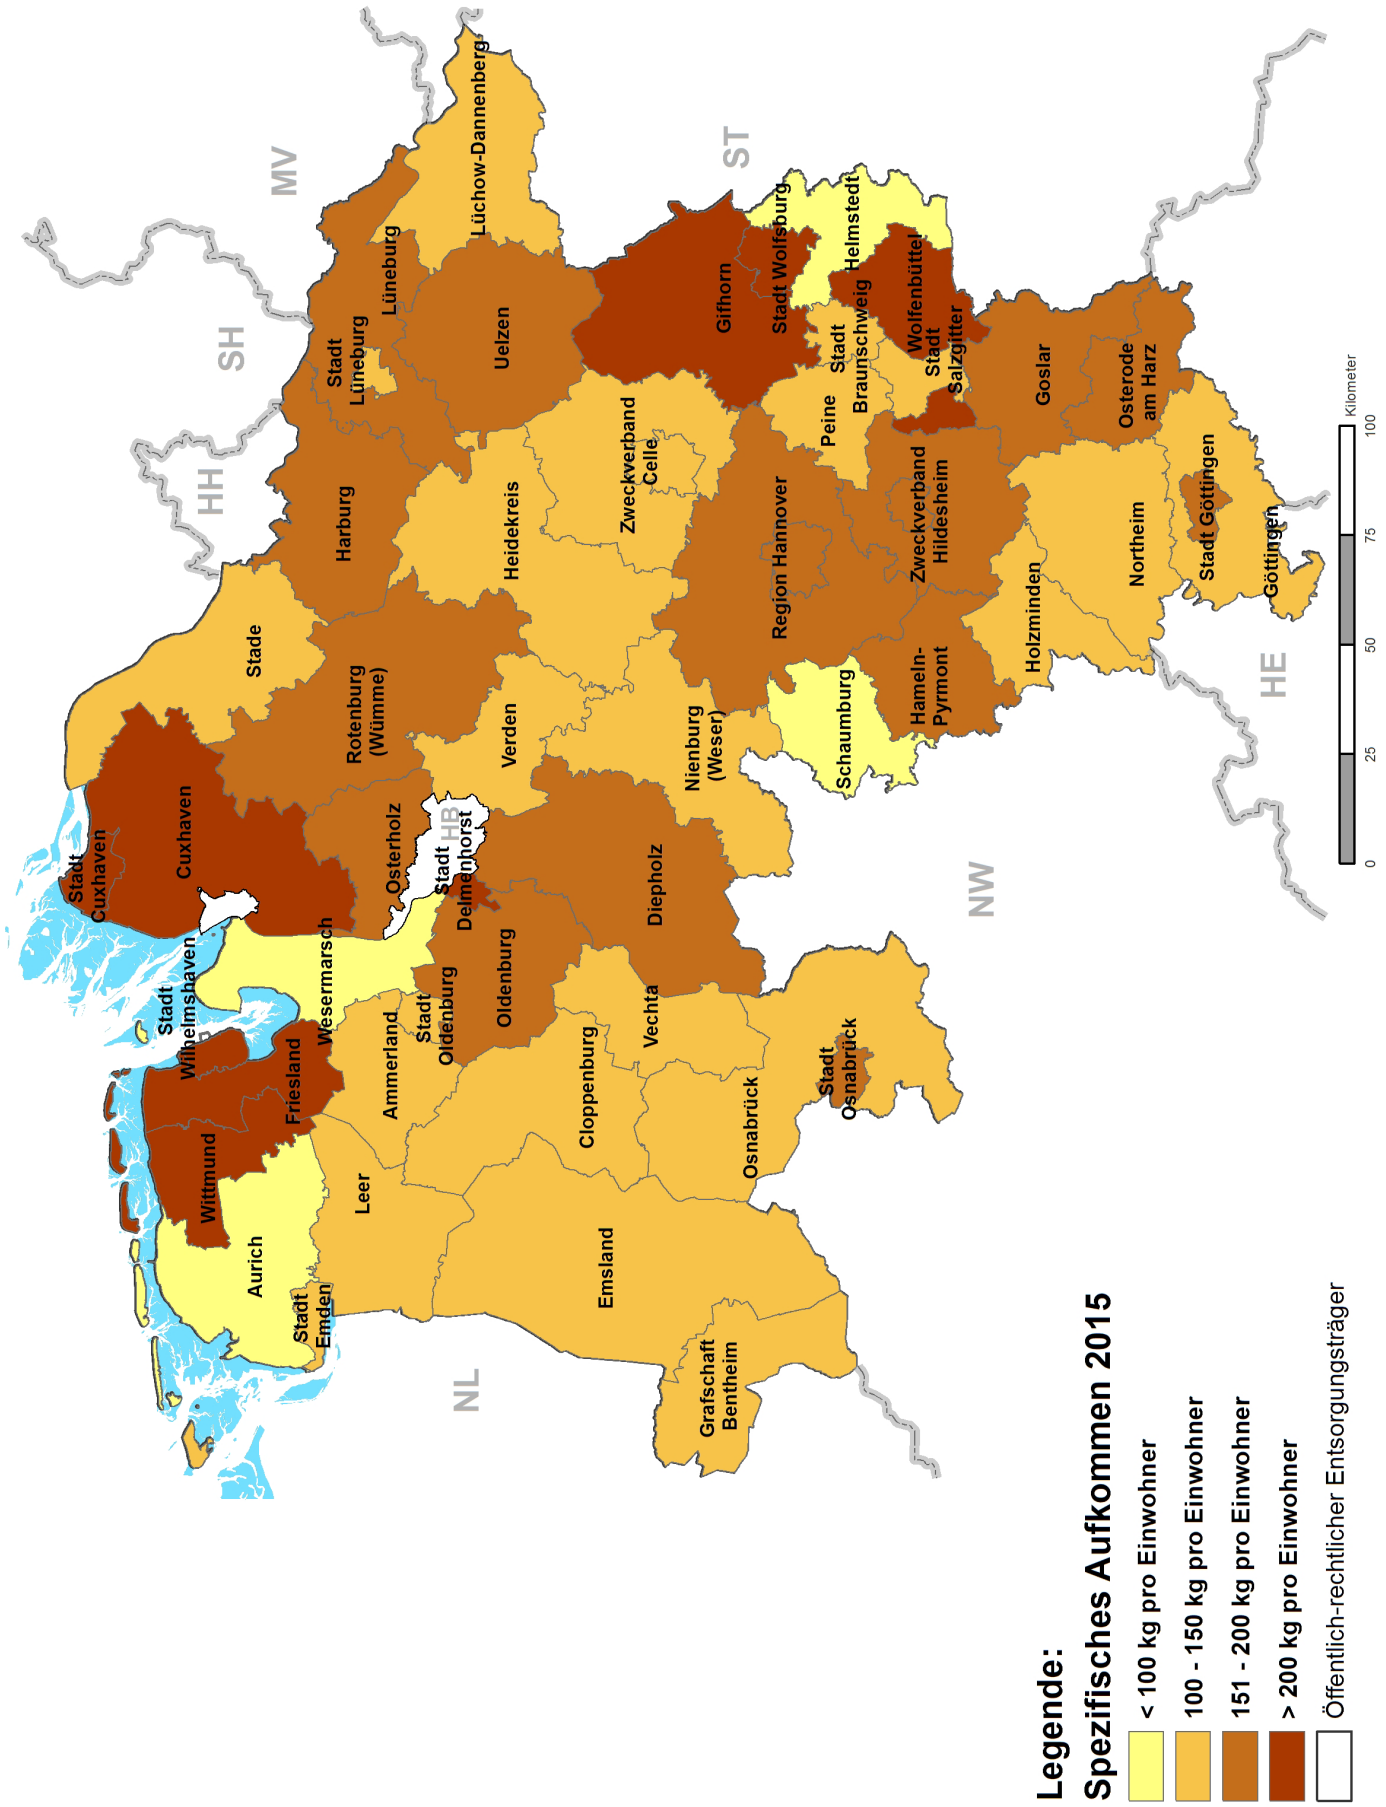 MV
SH
HH
ST
NL
NW
HE
HB
Stadt
Cuxhaven
Cuxhaven
Stade
Stadt
Wilhelmshaven
Wittmund
Friesland
Aurich
Stadt
Emden
Wesermarsch
Leer
Ammerland
Stadt
Oldenburg
Oldenburg
Osterholz
Stadt
Delmenhorst
Rotenburg
(Wümme)
Harburg
Stadt
Lüneburg
Lüneburg
Lüchow-Dannenberg
Uelzen
Heidekreis
Verden
Cloppenburg
Vechta
Diepholz
Nienburg
(Weser)
Zweckverband
Celle
Gifhorn
Stadt Wolfsburg
Helmstedt
Emsland
Grafschaft
Bentheim
Osnabrück
Stadt
Osnabrück
Schaumburg
Region Hannover
Peine
Stadt
Braunschweig
Wolfenbüttel
Stadt
Salzgitter
Zweckverband
Hildesheim
Hameln-
Pyrmont
Holzminden
Goslar
Osterode
am Harz
Northeim
Stadt Göttingen
Göttingen
Legende:
Spezifisches Aufkommen 2015
< 100 kg pro Einwohner
100 - 150 kg pro Einwohner
151 - 200 kg pro Einwohner
> 200 kg pro Einwohner
Öffentlich-rechtlicher Entsorgungsträger
0 25 50 75 100
Kilometer